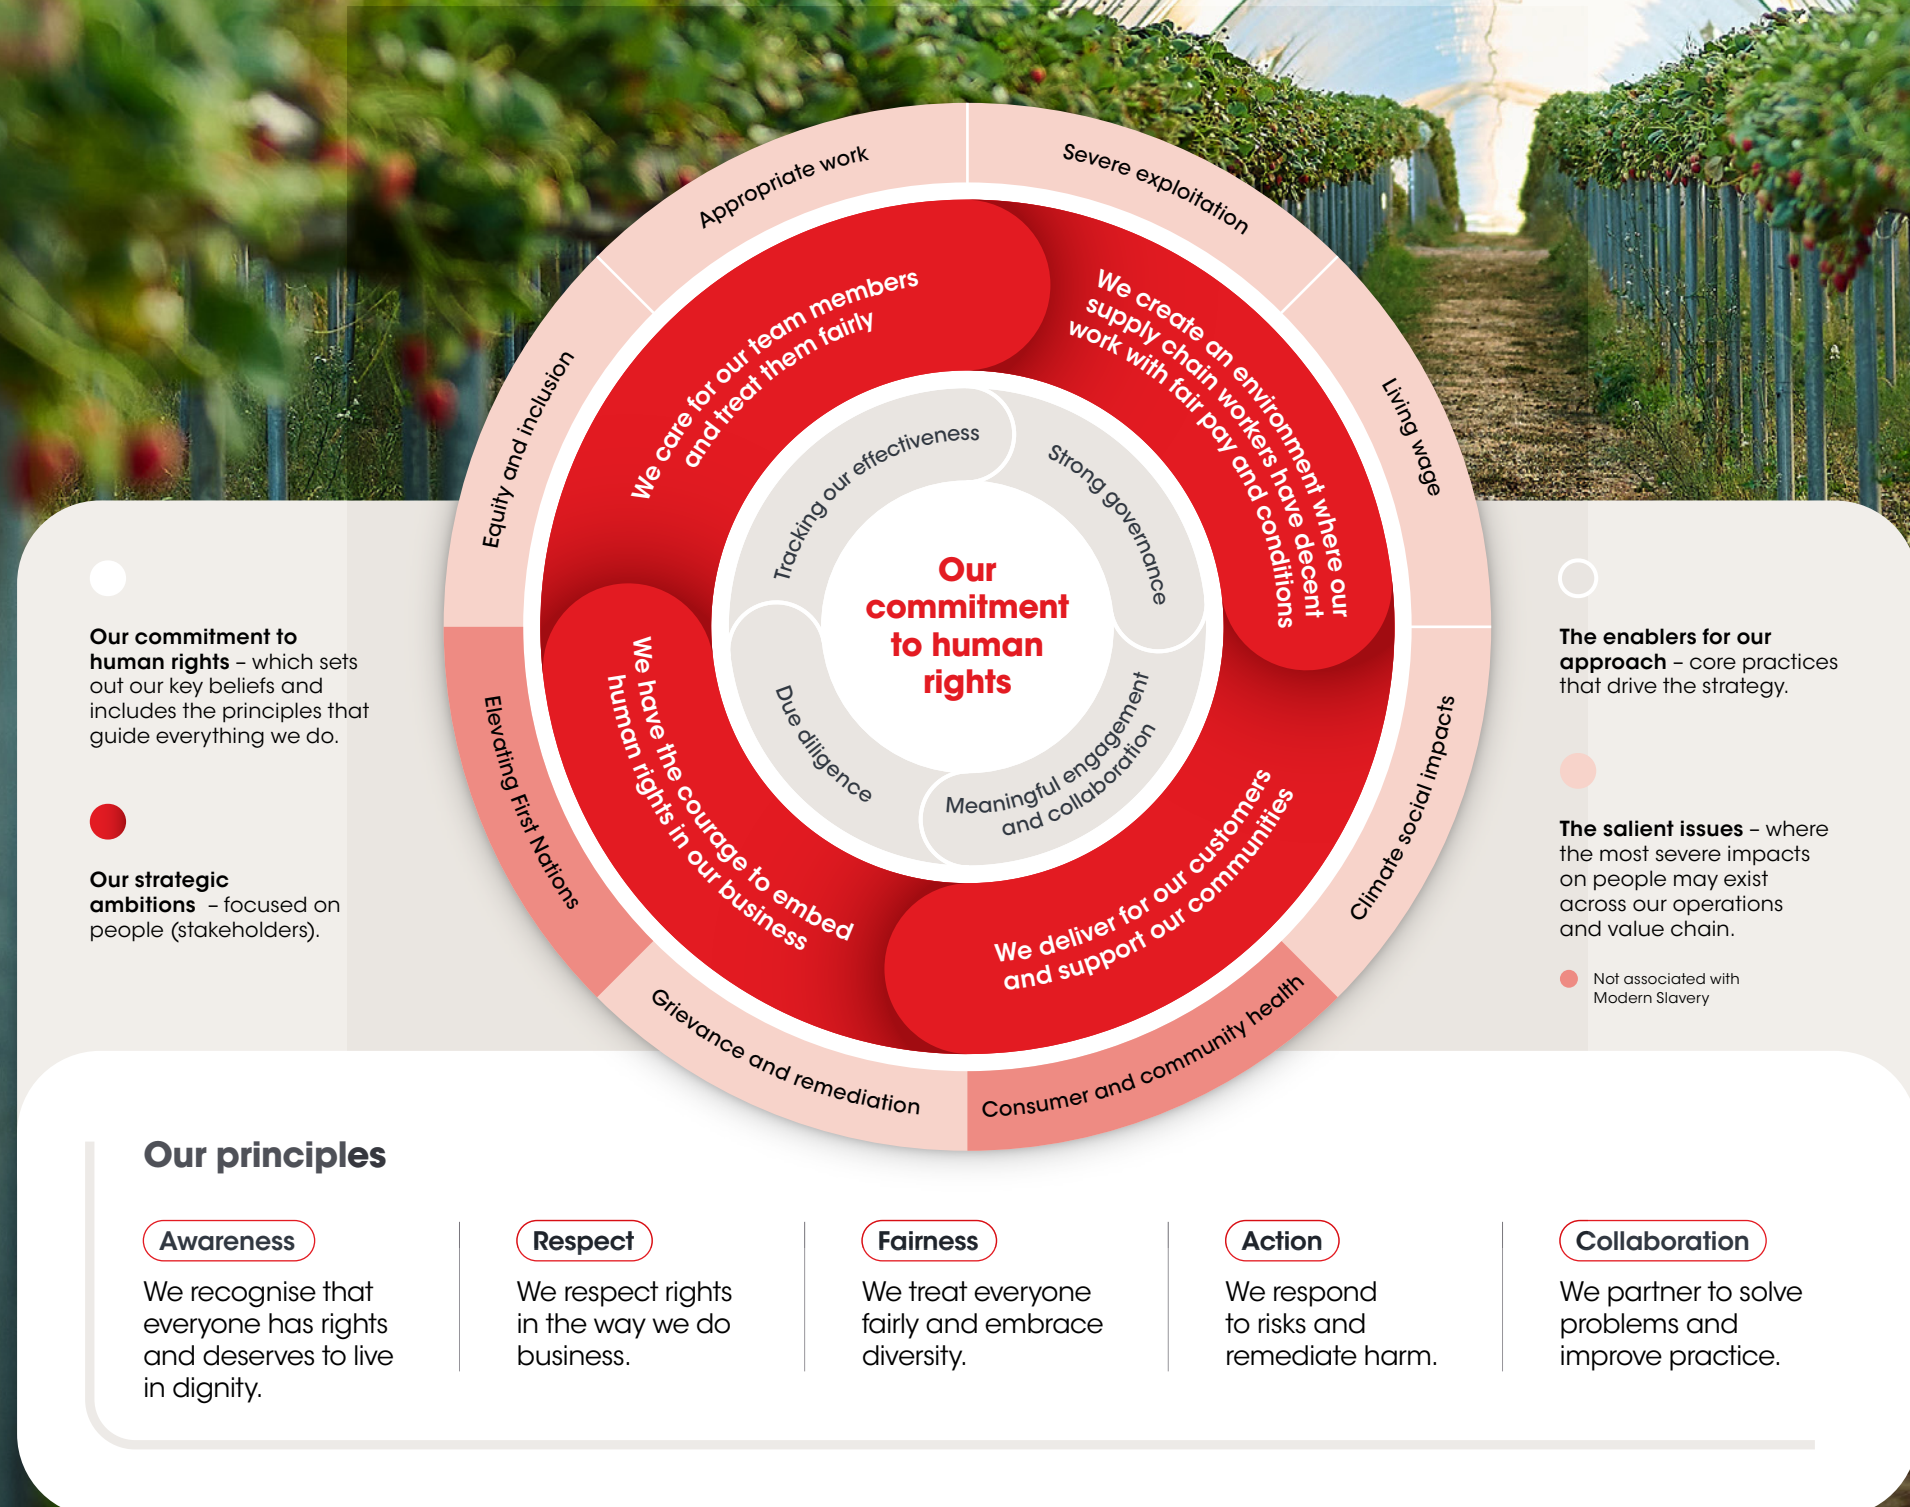 Appropriate work
Severe exploitation
Living wage
Climate social impacts
Consumer and community health
Grievance and remediation
Elevating First Nations
Equity and inclusion
We care for our team members
and treat them fairly
We create an environment where our
supply chain workers have decent
work with fair pay and conditions
We deliver for our customers
and support our communities
We have the courage to embed
human rights in our business
Tracking our effectiveness
Strong governance
Meaningful engagement
and collaboration
Due diligence
Our
commitment
to human
rights
Our commitment to
human rights – which sets
out our key beliefs and
includes the principles that
guide everything we do.
Our strategic
ambitions – focused on
people (stakeholders).
The enablers for our
approach – core practices
that drive the strategy.
The salient issues – where
the most severe impacts
on people may exist
across our operations
and value chain.
Not associated with
Modern Slavery
Our principles
Awareness
We recognise that
everyone has rights
and deserves to live
in dignity.
Respect
We respect rights
in the way we do
business.
Fairness
We treat everyone
fairly and embrace
diversity.
Action
We respond
to risks and
remediate harm.
Collaboration
We partner to solve
problems and
improve practice.